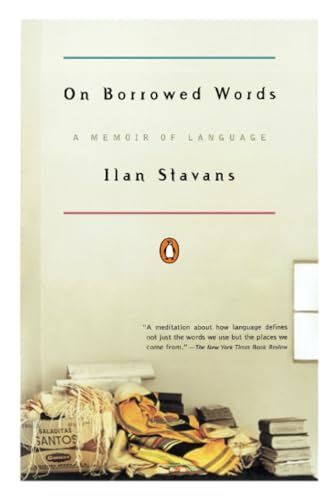 On Borrowed Words
A MEMOIR OF LANGUAGE
Ilan Stavans
"A meditation about how language defines
not just the words we use but the places we
come from." —The New York Times Book Review
SALADITAS
SANTOS